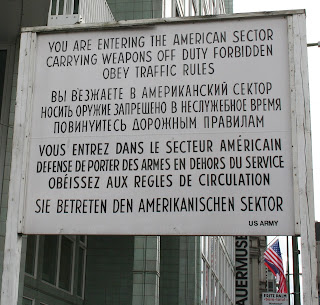 YOU ARE ENTERING THE AMERICAN SECTOR
CARRYING WEAPONS OFF DUTY FORBIDDEN
OBEY TRAFFIC RULES
ВЫ ВЪЕЗЖАЕТЕ В АМЕРИКАНСКИЙ СЕКТОР
НОСИТЬ ОРУЖИЕ ЗАПРЕЩЕНО В НЕСЛУЖЕБНОЕ ВРЕМЯ
ПОВИНУЙТЕСЬ ДОРОЖНЫМ ПРАВИЛАМ
VOUS ENTREZ DANS LE SECTEUR AMÉRICAIN
DÉFENSE DE PORTER DES ARMES EN DEHORS DU SERVICE
OBÉISSEZ AUX RÈGLES DE CIRCULATION
SIE BETRETEN DEN AMERIKANISCHEN SEKTOR
US ARMY